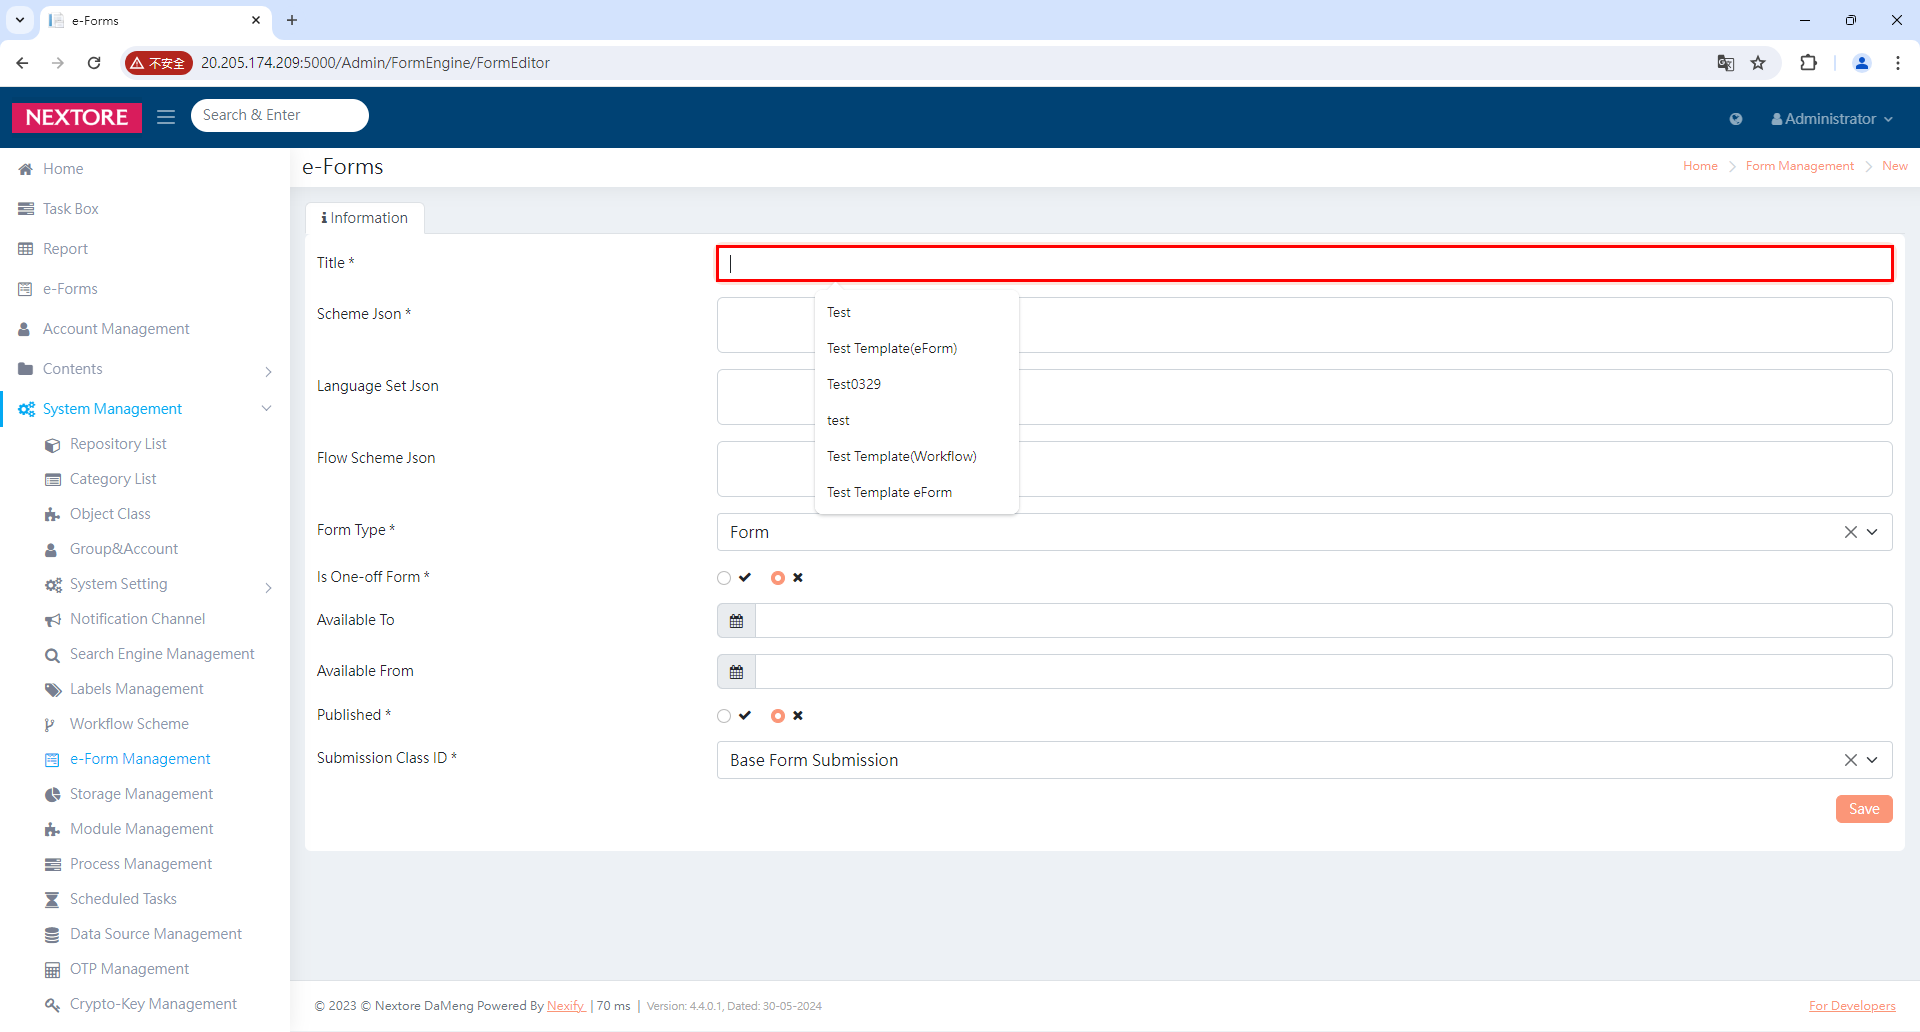 e-Forms
不安全
20.205.174.209:5000/Admin/FormEngine/FormEditor
NEXTORE
Search & Enter
Administrator
Home
Task Box
Report
e-Forms
Account Management
Contents
System Management
Repository List
Category List
Object Class
Group&Account
System Setting
Notification Channel
Search Engine Management
Labels Management
Workflow Scheme
e-Form Management
Storage Management
Module Management
Process Management
Scheduled Tasks
Data Source Management
OTP Management
Crypto-Key Management
e-Forms
Home > Form Management > New
Information
Title *
Test
Test Template(eForm)
Test0329
test
Test Template(Workflow)
Test Template eForm
Scheme Json *
Language Set Json
Flow Scheme Json
Form Type *
Form
Is One-off Form *
Available To
Available From
Published *
Submission Class ID *
Base Form Submission
Save
© 2023 © Nextore DaMeng Powered By Nexify | 70 ms | Version: 4.4.0.1, Dated: 30-05-2024
For Developers